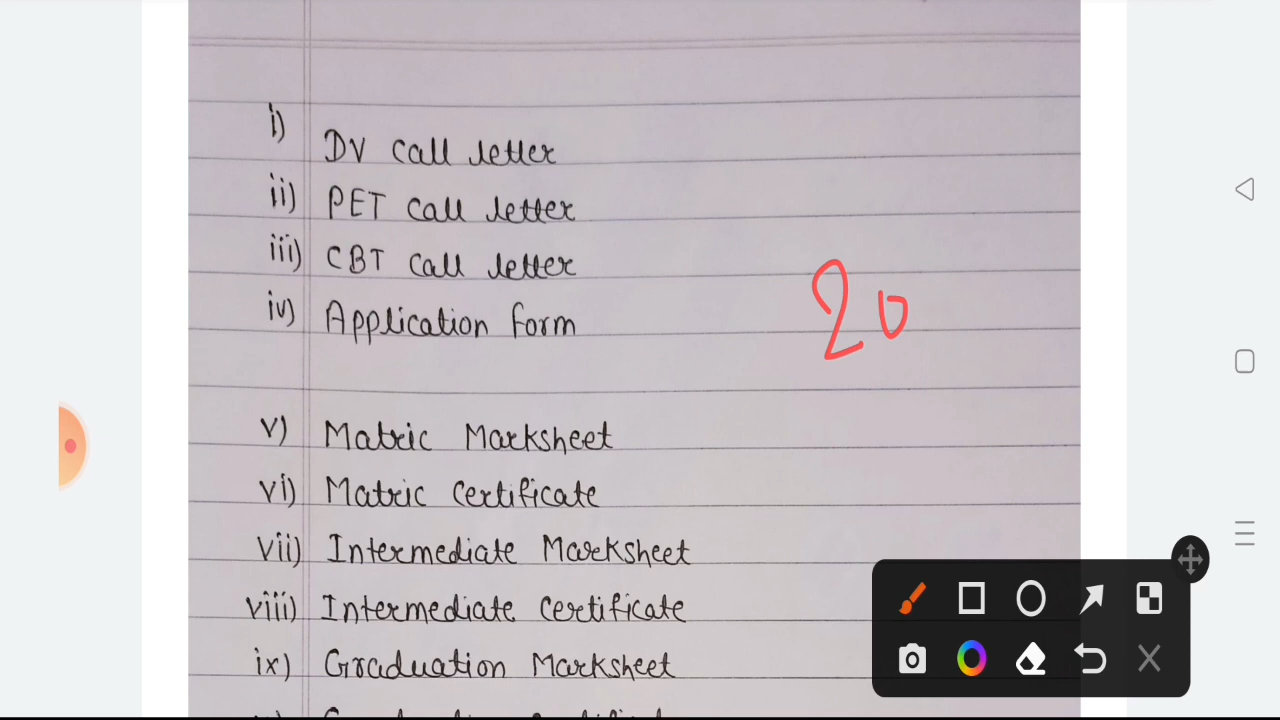 i) DV call letter
ii) PET call letter
iii) CBT call letter
iv) Application form
20
v) Matric Marksheet
vi) Matric certificate
vii) Intermediate Marksheet
viii) Intermediate certificate
ix) Graduation Marksheet